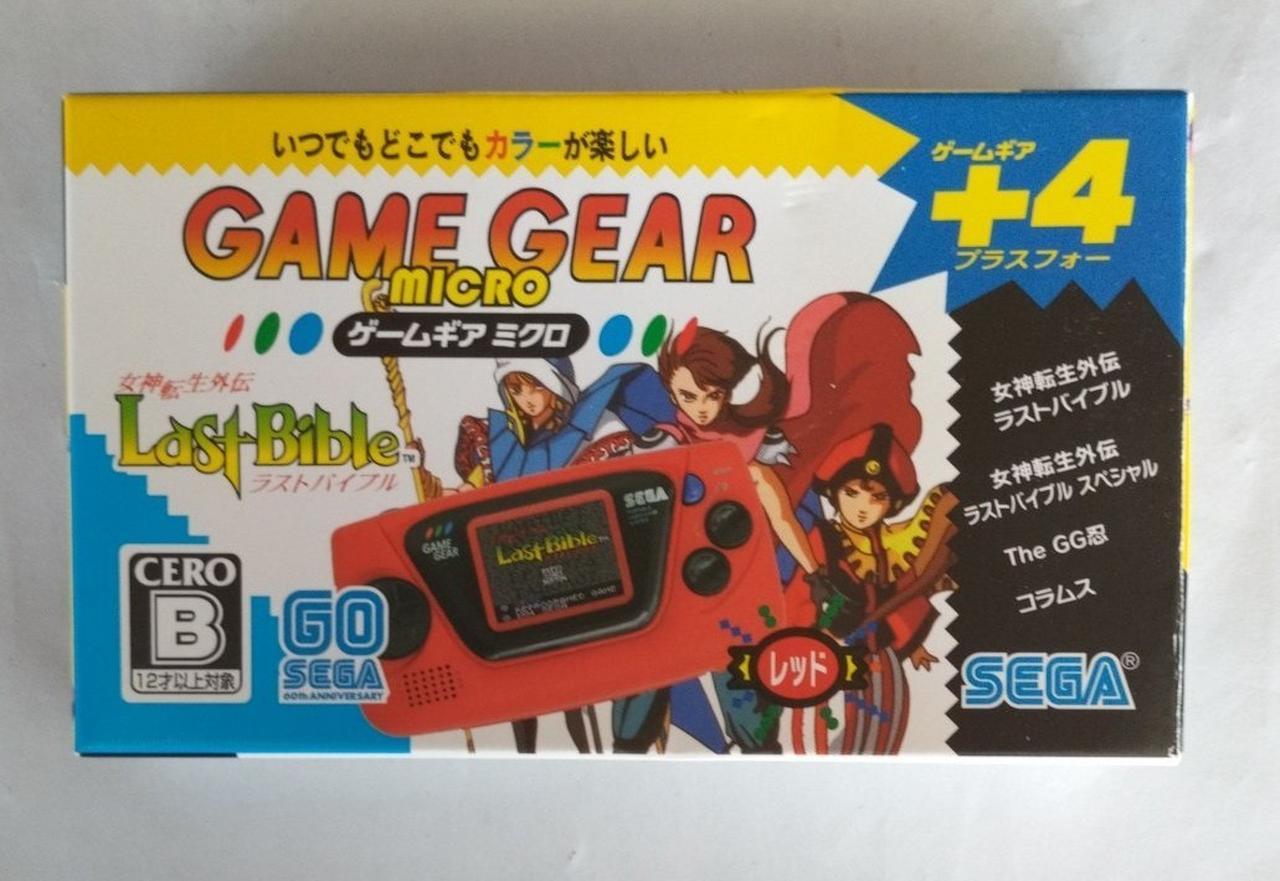 いつでもどこでもカラーが楽しい
ゲームギア
+4
プラスフォー
GAME GEAR
MICRO
ゲームギア ミクロ
女神転生外伝
Last Bible™
ラストバイブル
女神転生外伝
ラストバイブル
女神転生外伝
ラストバイブル スペシャル
The GG忍
コラムス
SEGA®
CERO
B
12才以上対象
GO
SEGA
60th ANNIVERSARY
GAME
GEAR
SEGA
Last Bible
レッド